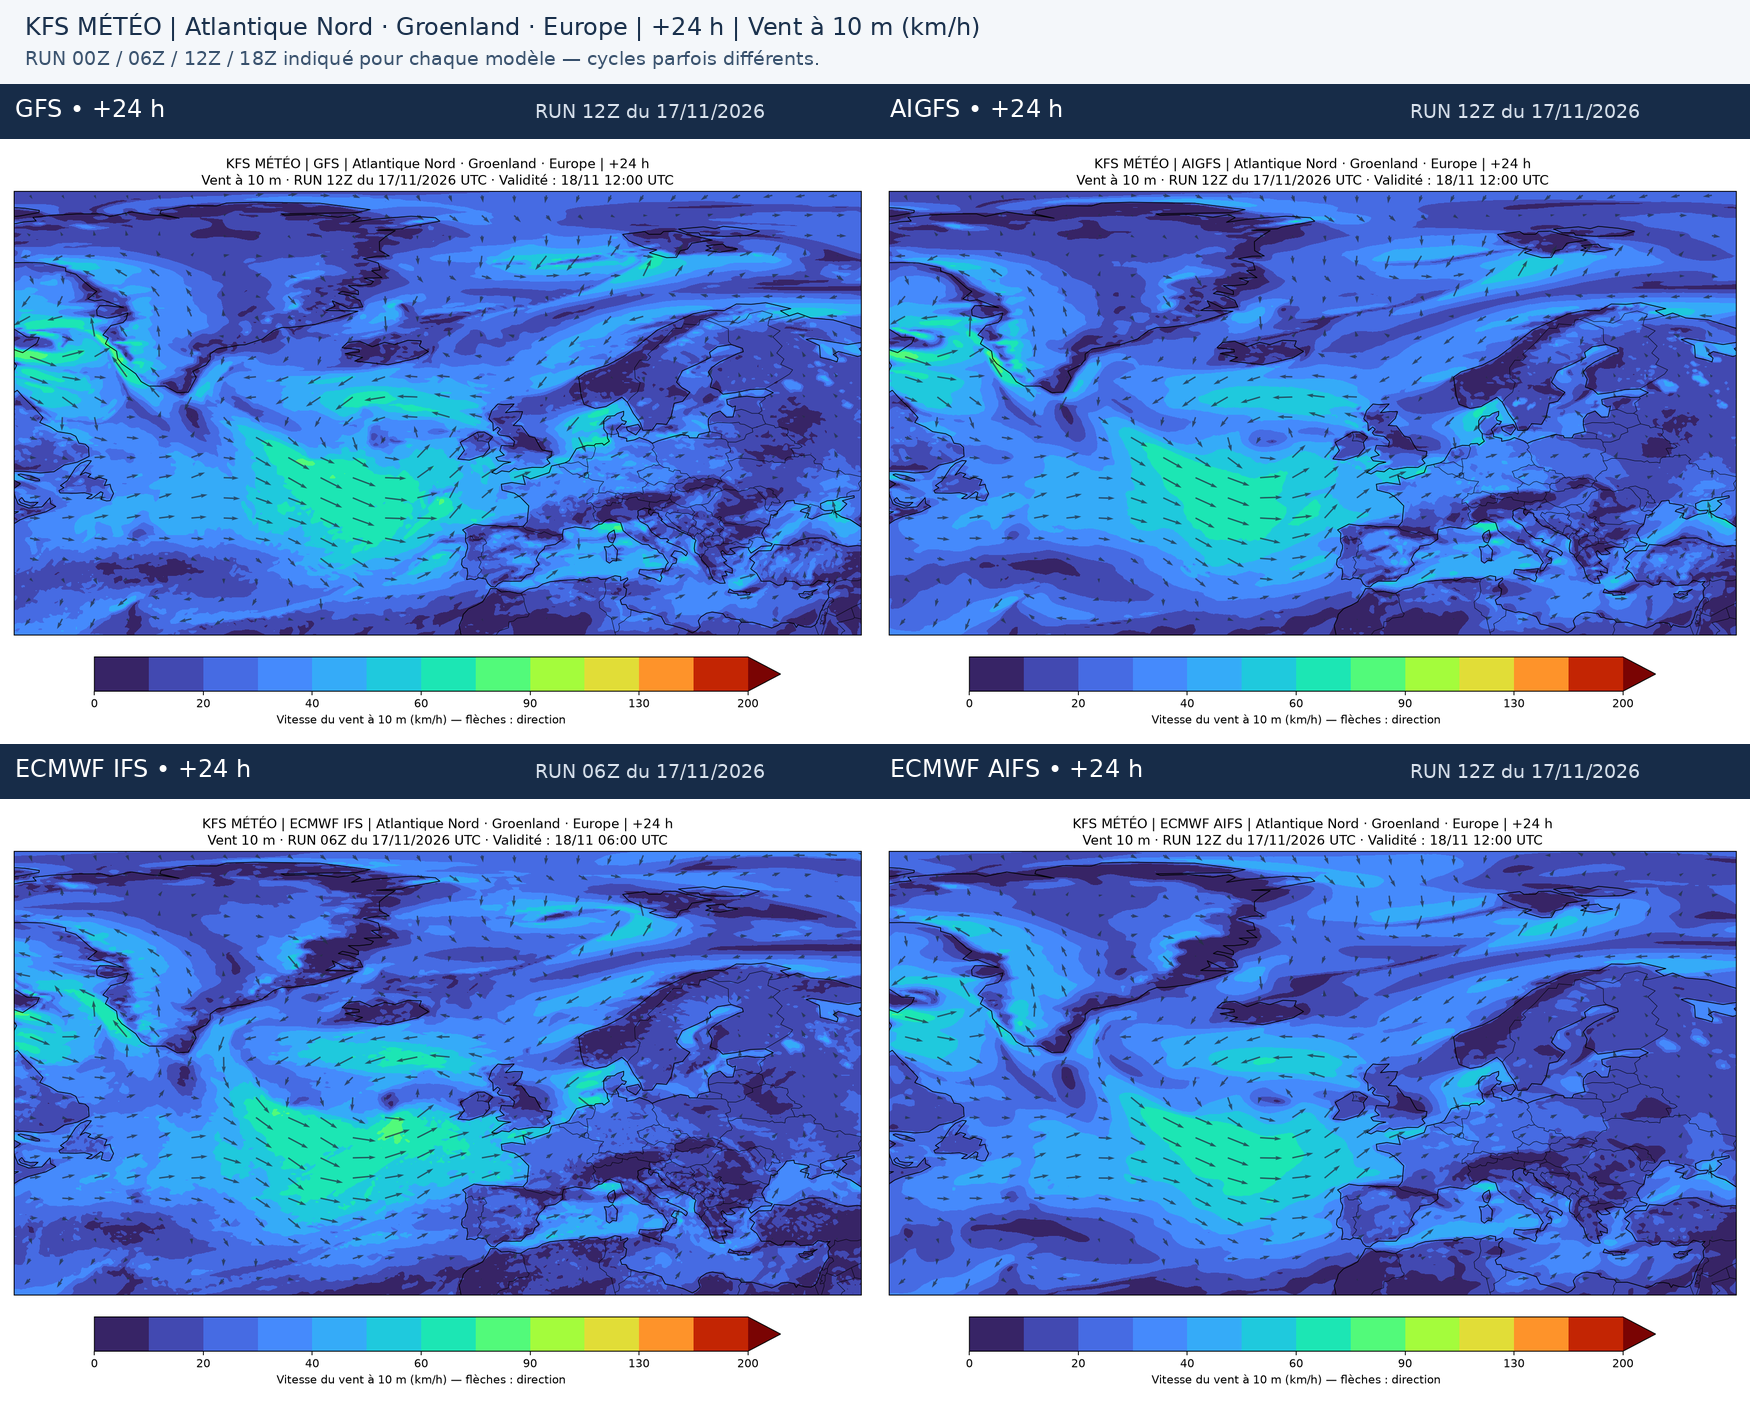 KFS MÉTÉO | Atlantique Nord · Groenland · Europe | +24 h | Vent à 10 m (km/h)
RUN 00Z / 06Z / 12Z / 18Z indiqué pour chaque modèle — cycles parfois différents.
GFS • +24 h
RUN 12Z du 17/11/2026
KFS MÉTÉO | GFS | Atlantique Nord · Groenland · Europe | +24 h
Vent à 10 m · RUN 12Z du 17/11/2026 UTC · Validité : 18/11 12:00 UTC
0 20 40 60 90 130 200
Vitesse du vent à 10 m (km/h) — flèches : direction
AIGFS • +24 h
RUN 12Z du 17/11/2026
KFS MÉTÉO | AIGFS | Atlantique Nord · Groenland · Europe | +24 h
Vent à 10 m · RUN 12Z du 17/11/2026 UTC · Validité : 18/11 12:00 UTC
0 20 40 60 90 130 200
Vitesse du vent à 10 m (km/h) — flèches : direction
ECMWF IFS • +24 h
RUN 06Z du 17/11/2026
KFS MÉTÉO | ECMWF IFS | Atlantique Nord · Groenland · Europe | +24 h
Vent 10 m · RUN 06Z du 17/11/2026 UTC · Validité : 18/11 06:00 UTC
0 20 40 60 90 130 200
Vitesse du vent à 10 m (km/h) — flèches : direction
ECMWF AIFS • +24 h
RUN 12Z du 17/11/2026
KFS MÉTÉO | ECMWF AIFS | Atlantique Nord · Groenland · Europe | +24 h
Vent 10 m · RUN 12Z du 17/11/2026 UTC · Validité : 18/11 12:00 UTC
0 20 40 60 90 130 200
Vitesse du vent à 10 m (km/h) — flèches : direction